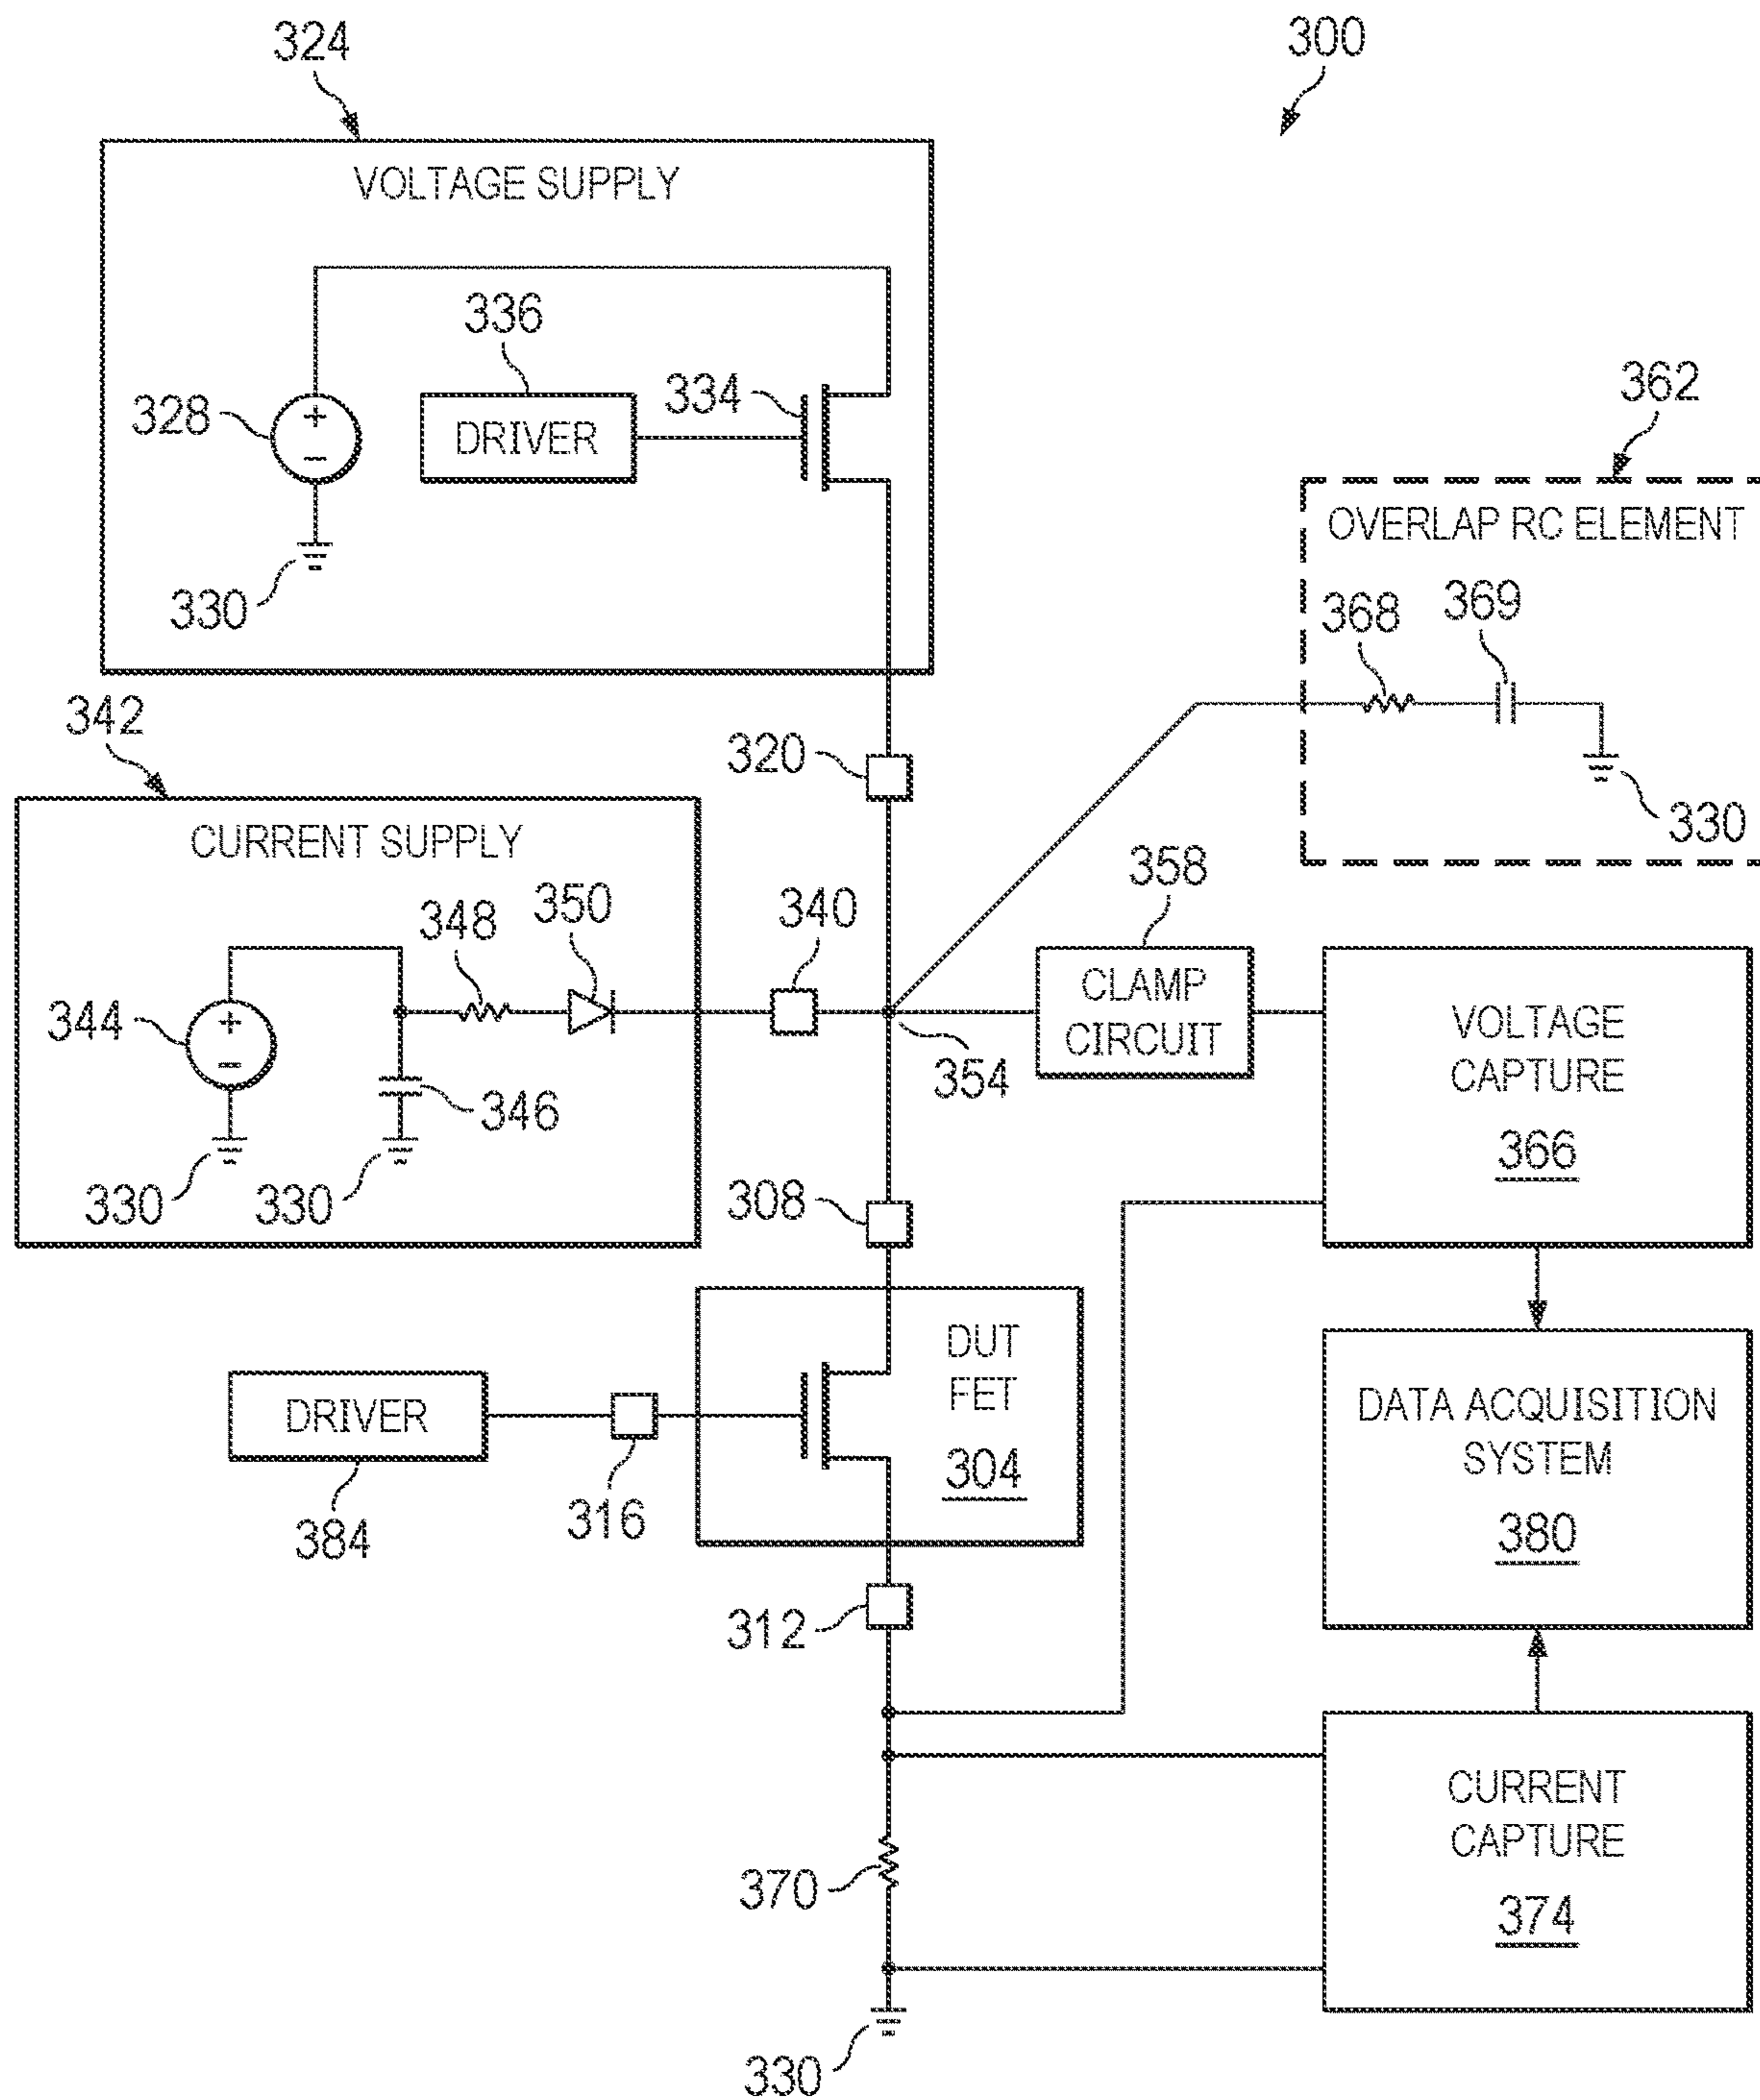 324
300
VOLTAGE SUPPLY
336
334
328
+
−
DRIVER
330
362
OVERLAP RC ELEMENT
368
369
330
342
320
CURRENT SUPPLY
348
350
340
358
344
+
−
346
330
330
354
CLAMP
CIRCUIT
VOLTAGE
CAPTURE
366
308
DUT
FET
304
DRIVER
384
316
DATA ACQUISITION
SYSTEM
380
312
370
CURRENT
CAPTURE
374
330